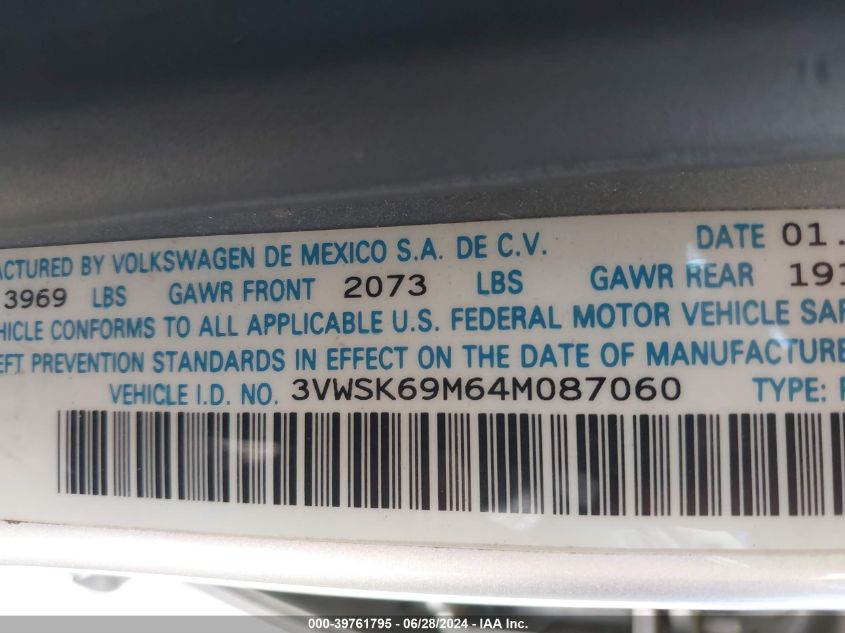 ACTURED BY VOLKSWAGEN DE MEXICO S.A. DE C.V. DATE 01.
3969 LBS GAWR FRONT 2073 LBS GAWR REAR 191
HICLE CONFORMS TO ALL APPLICABLE U.S. FEDERAL MOTOR VEHICLE SAF
EFT PREVENTION STANDARDS IN EFFECT ON THE DATE OF MANUFACTURE
VEHICLE I.D. NO. 3VWSK69M64M087060 TYPE: P
000-39761795 - 06/28/2024 - IAA, Inc.